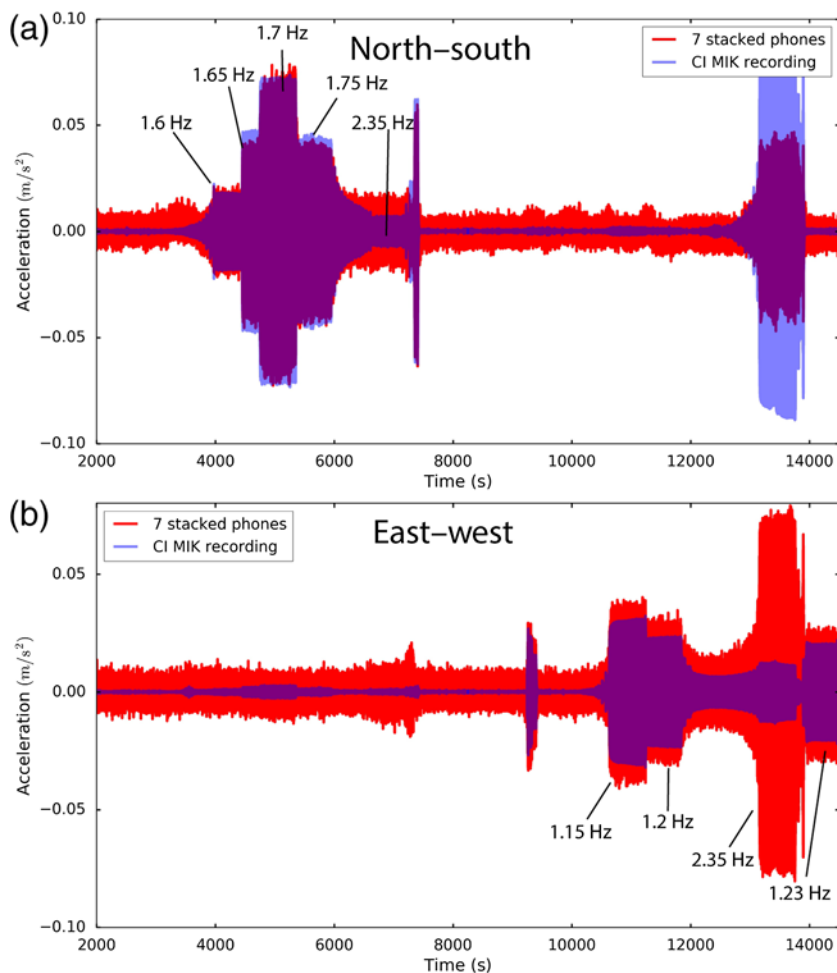 (a)
North–south
7 stacked phones
CI MIK recording
1.7 Hz
1.65 Hz
1.75 Hz
1.6 Hz
2.35 Hz
0.10
0.05
0.00
−0.05
−0.10
Acceleration (m/s²)
2000 4000 6000 8000 10000 12000 14000
Time (s)
(b)
East–west
7 stacked phones
CI MIK recording
0.05
0.00
−0.05
−0.10
Acceleration (m/s²)
1.15 Hz
1.2 Hz
2.35 Hz
1.23 Hz
2000 4000 6000 8000 10000 12000 14000
Time (s)